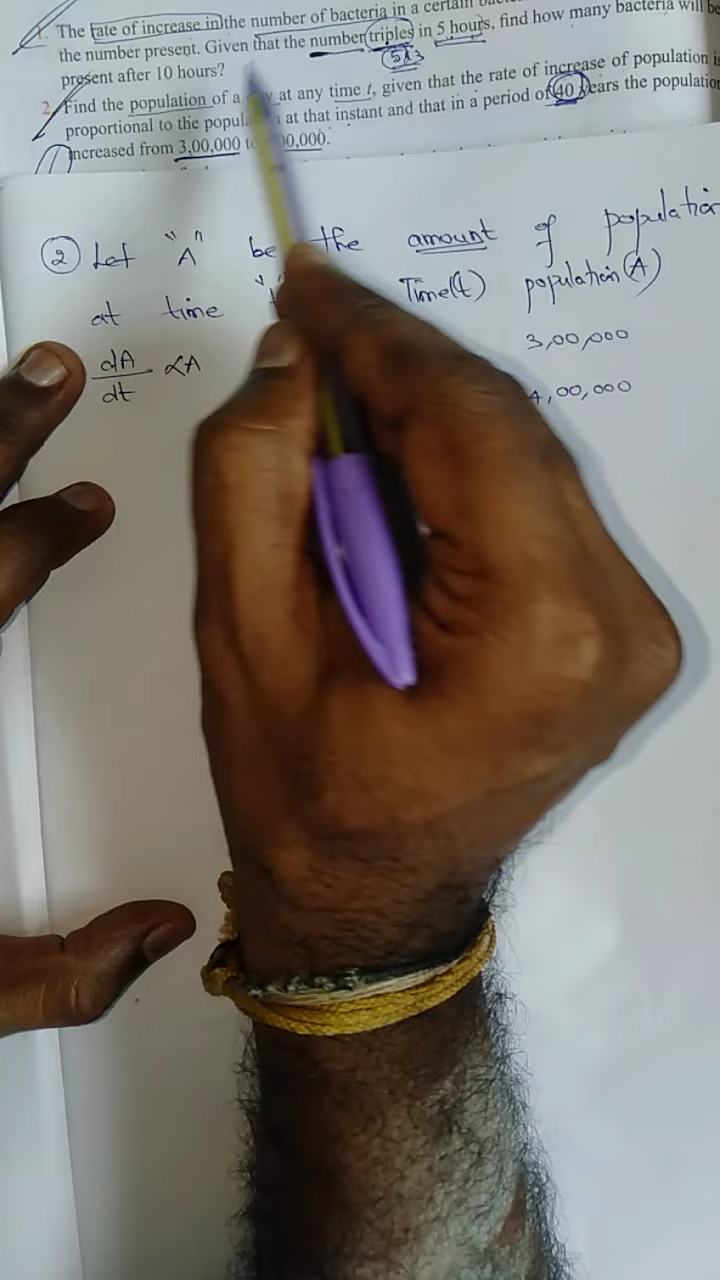 1. The rate of increase in the number of bacteria in a certain
the number present. Given that the number triples in 5 hours, find how many bacteria will be
5x3
present after 10 hours?
2. Find the population of a at any time t, given that the rate of increase of population is
proportional to the at that instant and that in a period of 40 years the population
increased from 3,00,000 00,000.
2 Let "A" be the amount of population
at time Time(t) population(A)
3,00,000
dA/dt ∝A
4,00,000